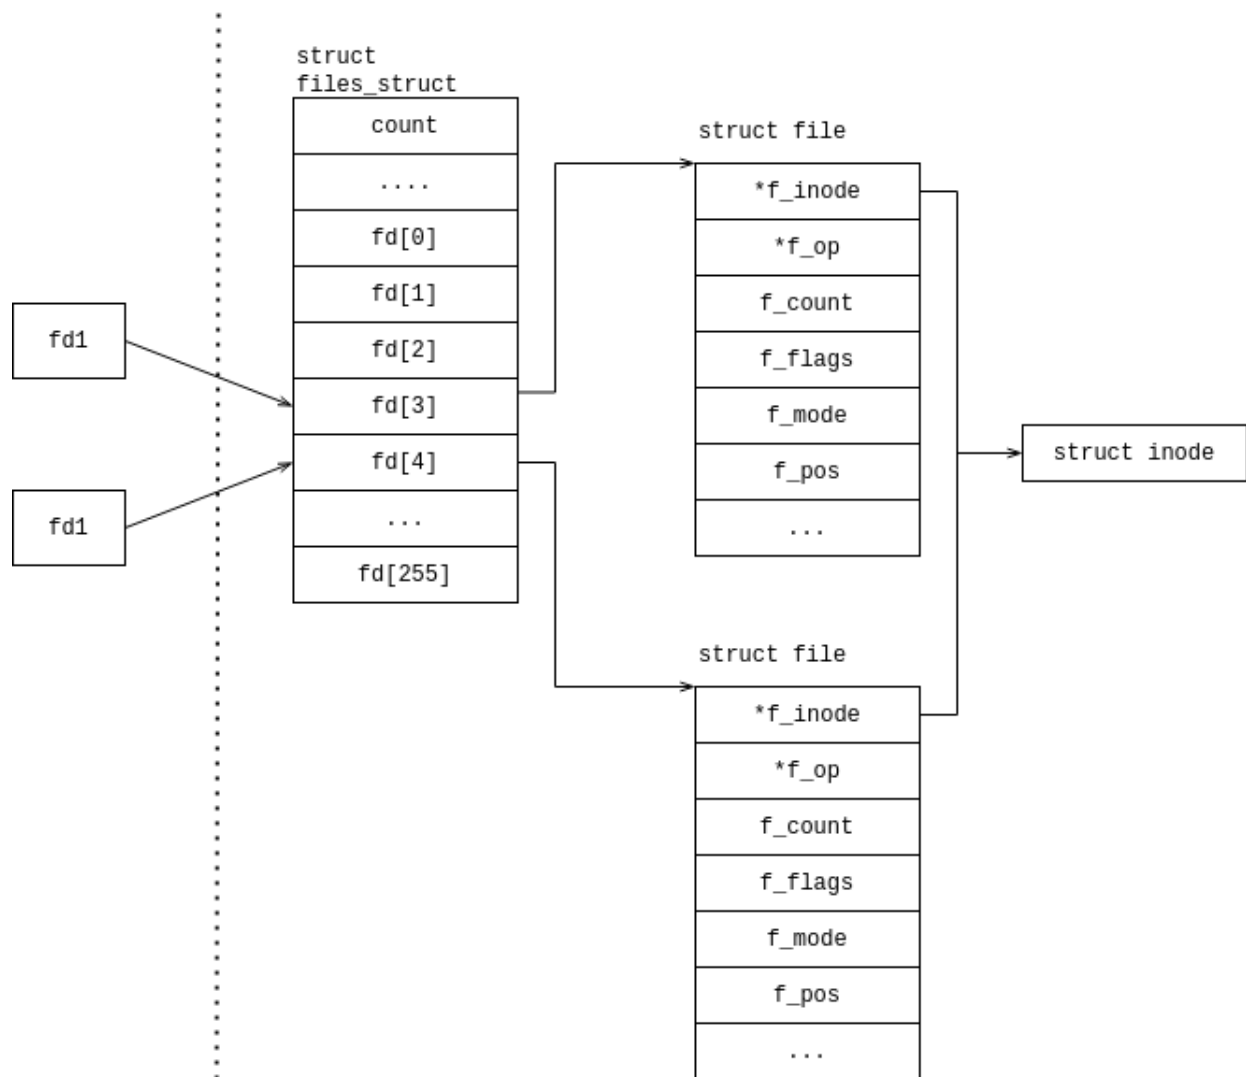 struct
files_struct
count
....
fd[0]
fd[1]
fd[2]
fd[3]
fd[4]
...
fd[255]
fd1
fd1
struct file
*f_inode
*f_op
f_count
f_flags
f_mode
f_pos
...
struct inode
struct file
*f_inode
*f_op
f_count
f_flags
f_mode
f_pos
...